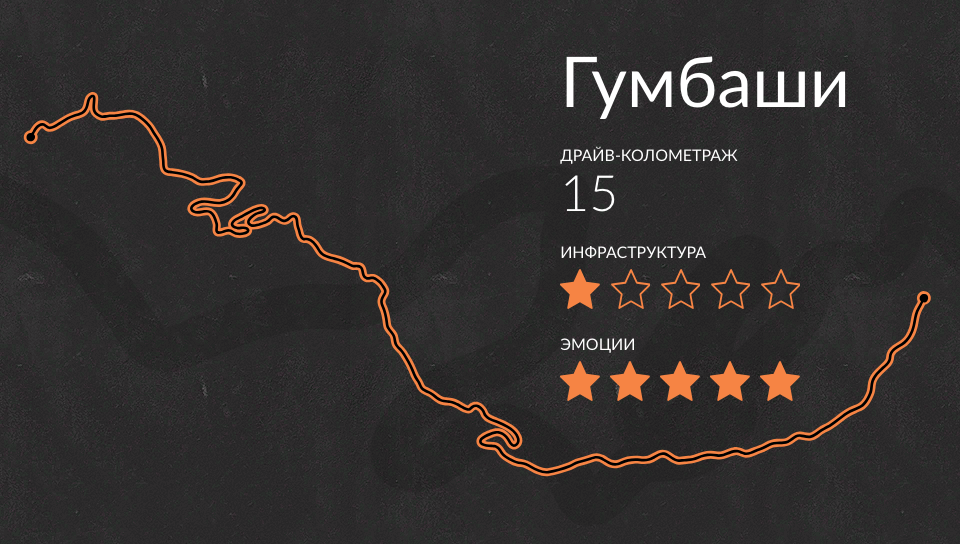 Гумбаши
ДРАЙВ-КОЛОМЕТРАЖ
15
ИНФРАСТРУКТУРА
ЭМОЦИИ